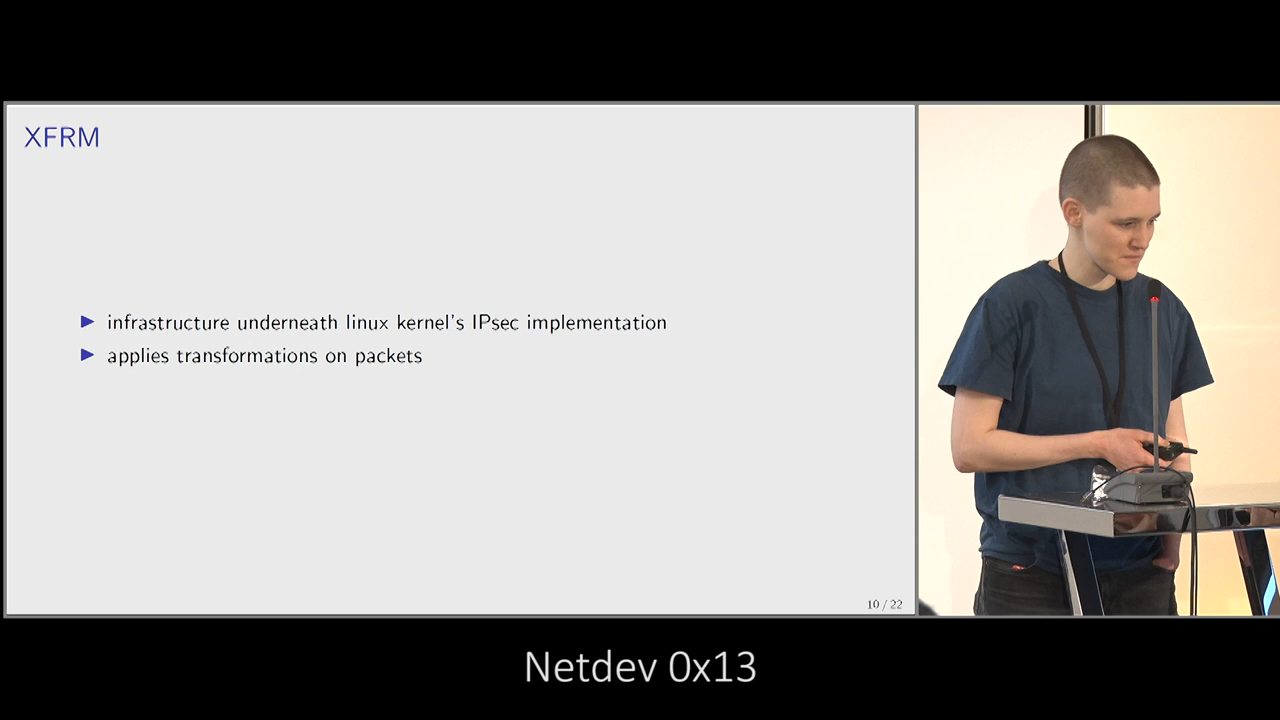 XFRM
infrastructure underneath linux kernel's IPsec implementation
applies transformations on packets
10 / 22
Netdev 0x13